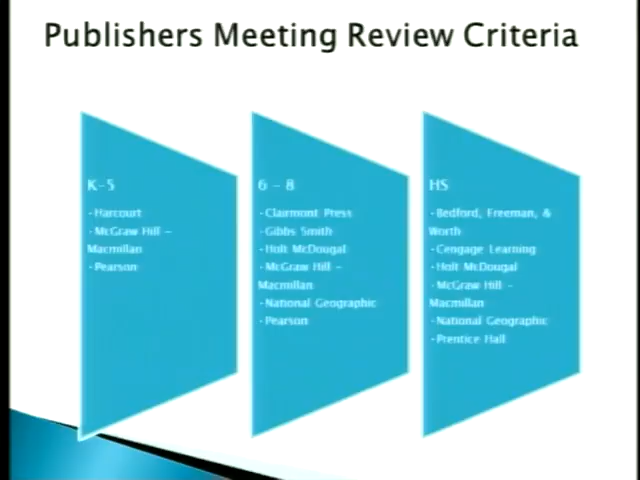 Publishers Meeting Review Criteria
K-5
-Harcourt
-McGraw Hill –
Macmillan
-Pearson
6 – 8
-Clairmont Press
-Gibbs Smith
-Holt McDougal
-McGraw Hill –
Macmillan
-National Geographic
-Pearson
HS
-Bedford, Freeman, &
Worth
-Cengage Learning
-Holt McDougal
-McGraw Hill –
Macmillan
-National Geographic
-Prentice Hall